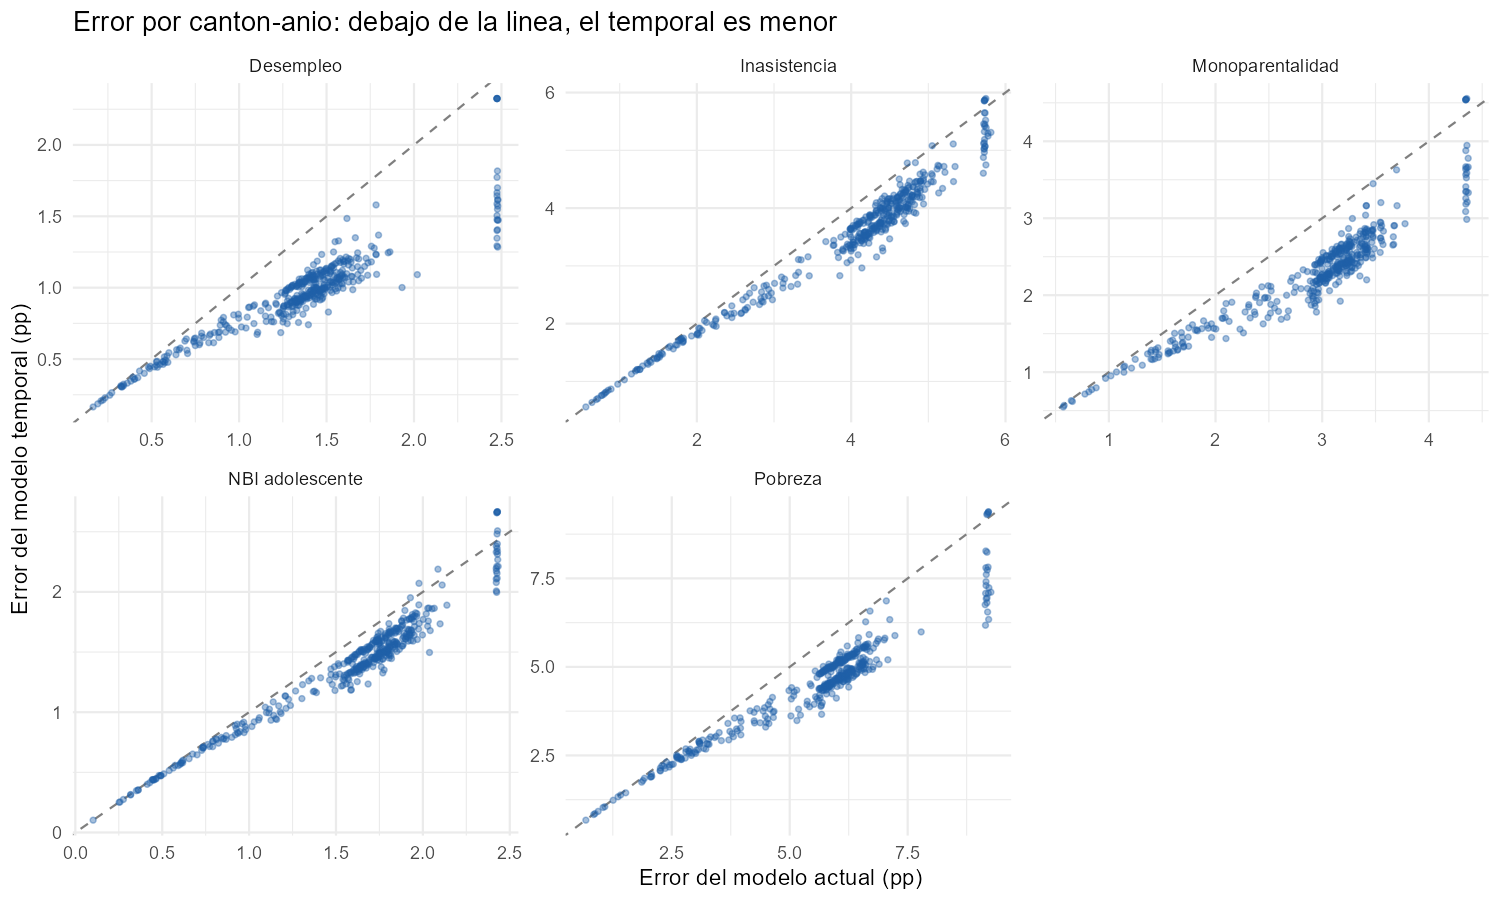 Error por canton-anio: debajo de la linea, el temporal es menor
Desempleo
Inasistencia
Monoparentalidad
2.0
1.5
1.0
0.5
0.5 1.0 1.5 2.0 2.5
6
4
2
2 4 6
4
3
2
1
1 2 3 4
Error del modelo temporal (pp)
NBI adolescente
Pobreza
2
1
0
0.0 0.5 1.0 1.5 2.0 2.5
7.5
5.0
2.5
2.5 5.0 7.5
Error del modelo actual (pp)